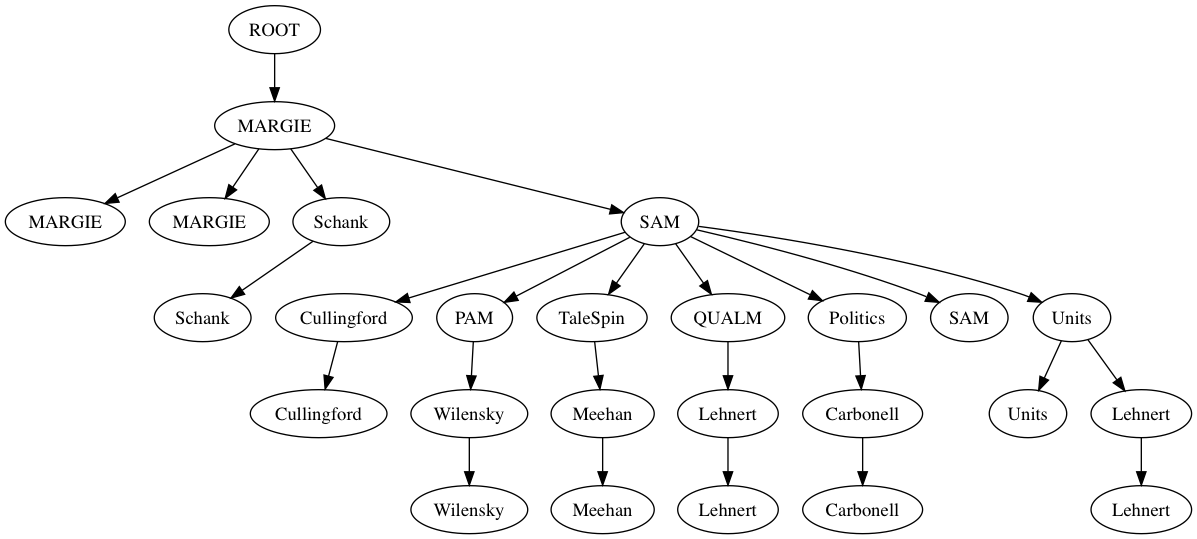 ROOT
MARGIE
MARGIE MARGIE Schank SAM
Schank Cullingford PAM TaleSpin QUALM Politics SAM Units
Cullingford Wilensky Meehan Lehnert Carbonell Units Lehnert
Wilensky Meehan Lehnert Carbonell Lehnert